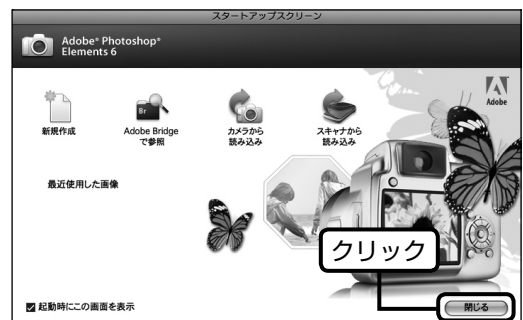 スタートアップスクリーン
Adobe® Photoshop®
Elements 6
Adobe
新規作成
Br
Adobe Bridge
で参照
カメラから
読み込み
スキャナから
読み込み
最近使用した画像
クリック
起動時にこの画面を表示
閉じる